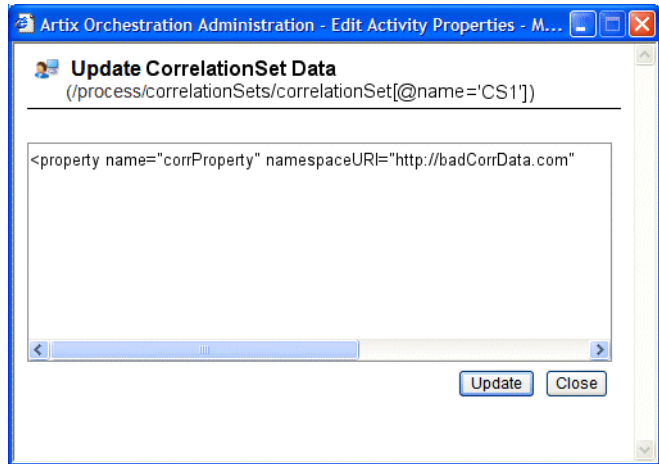 Artix Orchestration Administration - Edit Activity Properties - M...
Update CorrelationSet Data
(/process/correlationSets/correlationSet[@name='CS1'])
<property name="corrProperty" namespaceURI="http://badCorrData.com"
Update Close